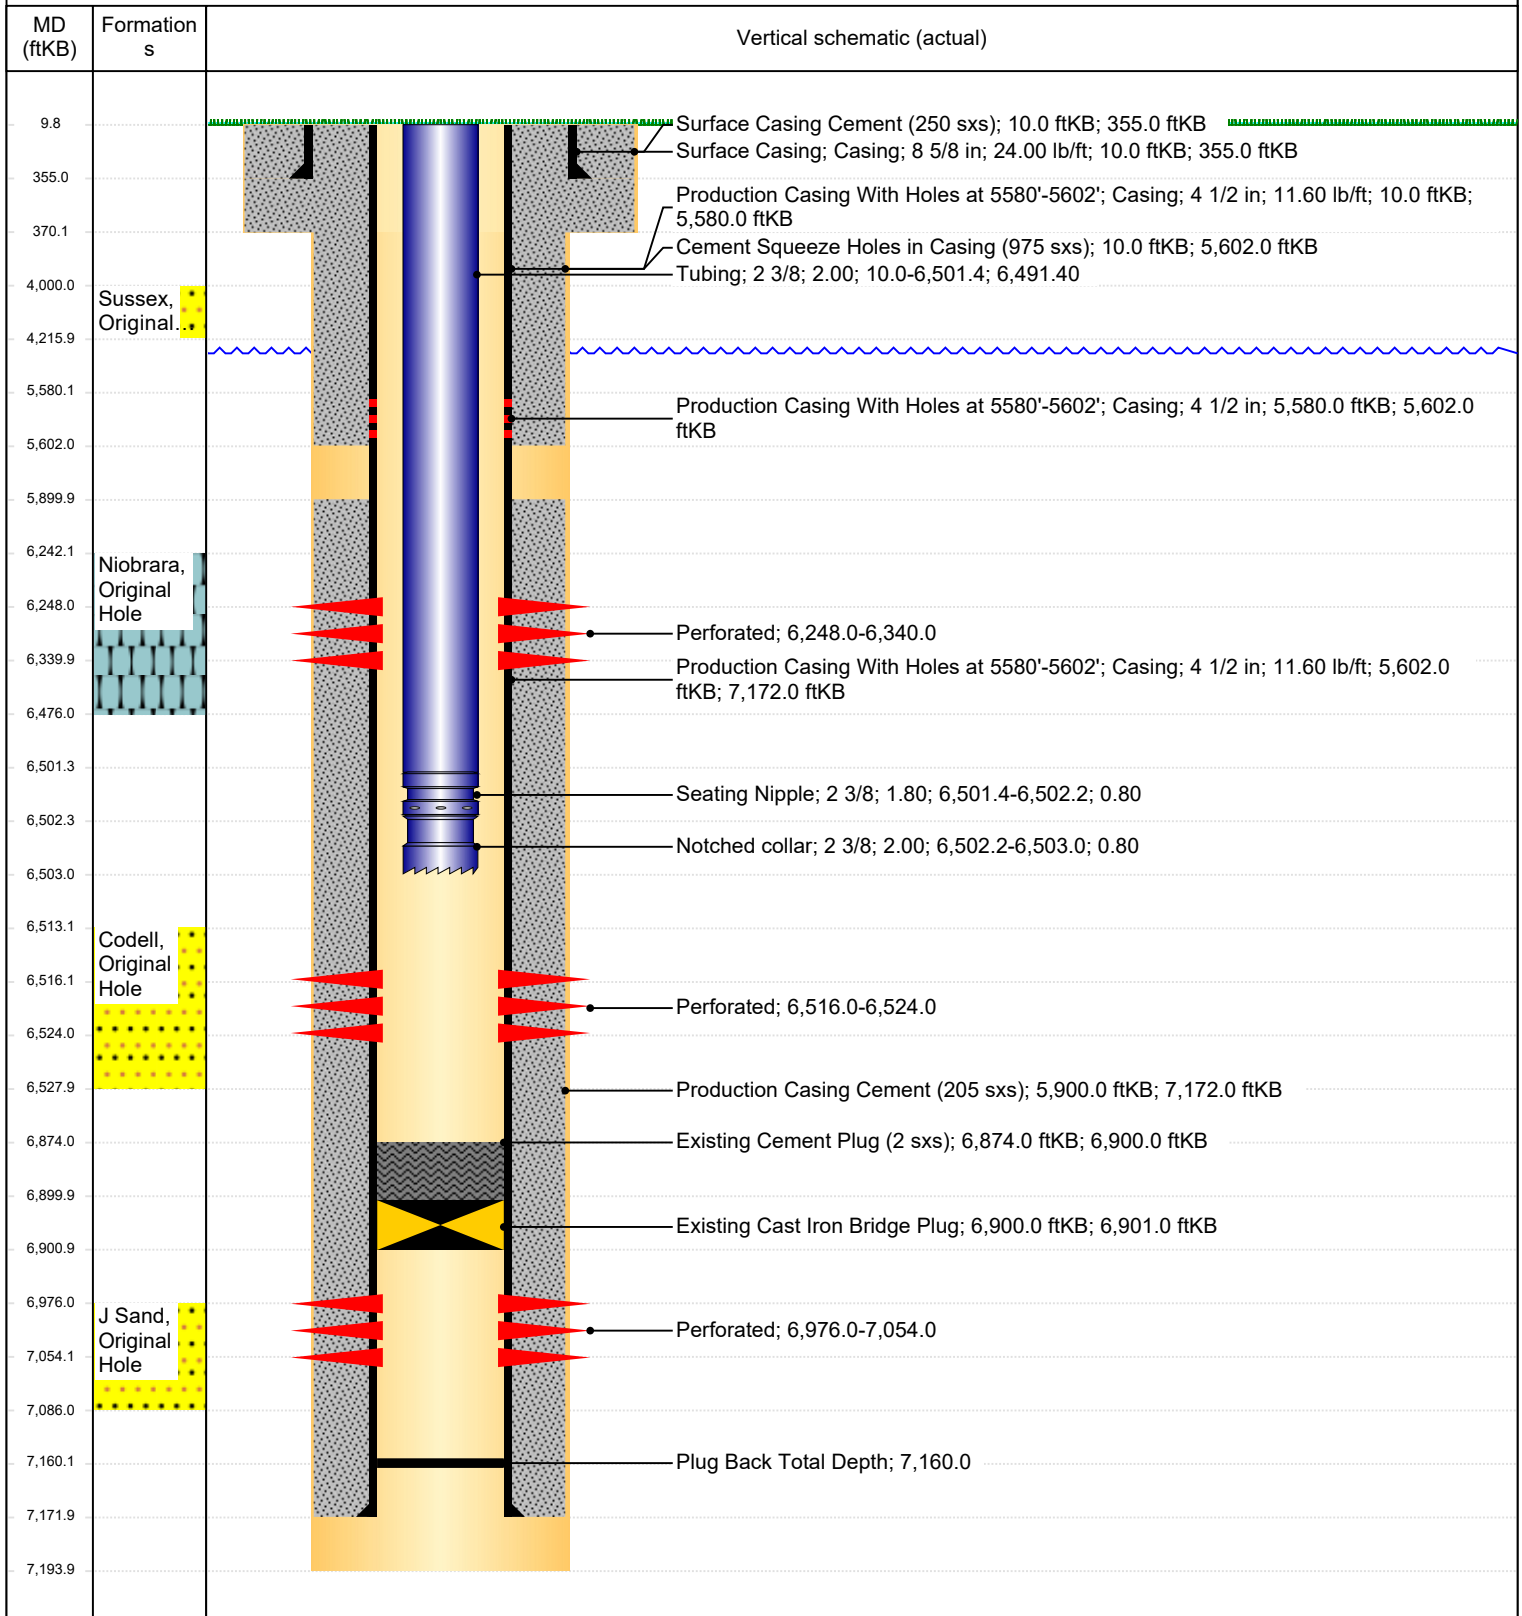 MD
(ftKB)
Formation
s
Vertical schematic (actual)
9.8
355.0
370.1
4,000.0
4,215.9
5,580.1
5,602.0
5,899.9
6,242.1
6,248.0
6,339.9
6,476.0
6,501.3
6,502.3
6,503.0
6,513.1
6,516.1
6,524.0
6,527.9
6,874.0
6,899.9
6,900.9
6,976.0
7,054.1
7,086.0
7,160.1
7,171.9
7,193.9
Sussex,
Original...
Niobrara,
Original
Hole
Codell,
Original
Hole
J Sand,
Original
Hole
Surface Casing Cement (250 sxs); 10.0 ftKB; 355.0 ftKB
Surface Casing; Casing; 8 5/8 in; 24.00 lb/ft; 10.0 ftKB; 355.0 ftKB
Production Casing With Holes at 5580'-5602'; Casing; 4 1/2 in; 11.60 lb/ft; 10.0 ftKB;
5,580.0 ftKB
Cement Squeeze Holes in Casing (975 sxs); 10.0 ftKB; 5,602.0 ftKB
Tubing; 2 3/8; 2.00; 10.0-6,501.4; 6,491.40
Production Casing With Holes at 5580'-5602'; Casing; 4 1/2 in; 5,580.0 ftKB; 5,602.0
ftKB
Perforated; 6,248.0-6,340.0
Production Casing With Holes at 5580'-5602'; Casing; 4 1/2 in; 11.60 lb/ft; 5,602.0
ftKB; 7,172.0 ftKB
Seating Nipple; 2 3/8; 1.80; 6,501.4-6,502.2; 0.80
Notched collar; 2 3/8; 2.00; 6,502.2-6,503.0; 0.80
Perforated; 6,516.0-6,524.0
Production Casing Cement (205 sxs); 5,900.0 ftKB; 7,172.0 ftKB
Existing Cement Plug (2 sxs); 6,874.0 ftKB; 6,900.0 ftKB
Existing Cast Iron Bridge Plug; 6,900.0 ftKB; 6,901.0 ftKB
Perforated; 6,976.0-7,054.0
Plug Back Total Depth; 7,160.0